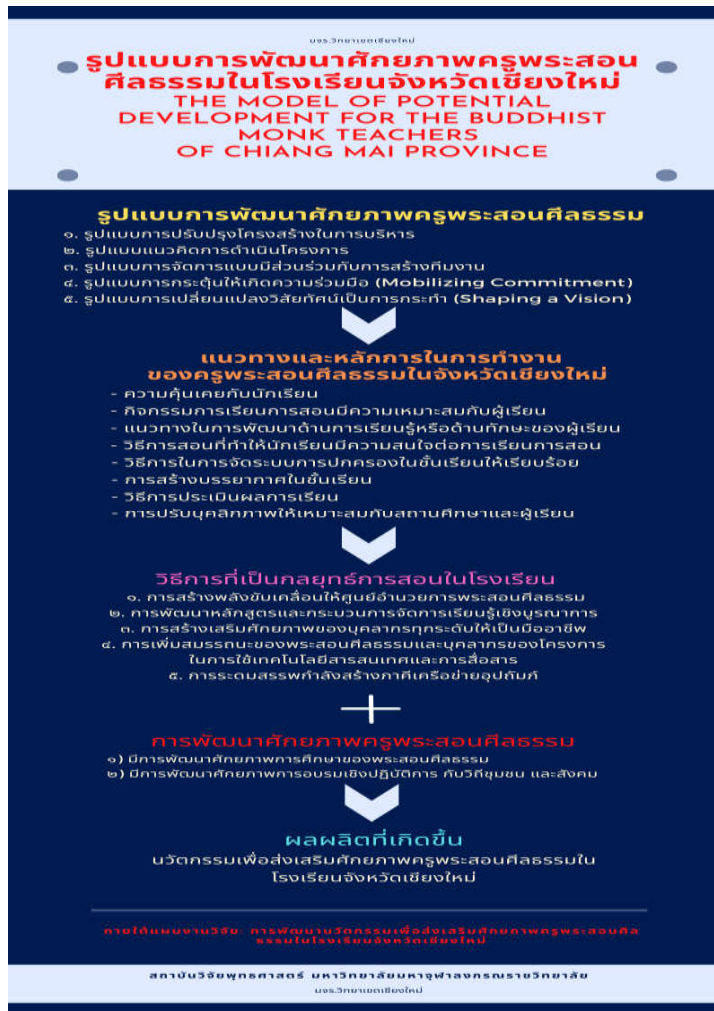 มจร.วิทยาเขตเชียงใหม่
รูปแบบการพัฒนาศักยภาพครูพระสอน
ศีลธรรมในโรงเรียนจังหวัดเชียงใหม่
THE MODEL OF POTENTIAL
DEVELOPMENT FOR THE BUDDHIST
MONK TEACHERS
OF CHIANG MAI PROVINCE
รูปแบบการพัฒนาศักยภาพครูพระสอนศีลธรรม
๑. รูปแบบการปรับปรุงโครงสร้างในการบริหาร
๒. รูปแบบแนวคิดการดำเนินโครงการ
๓. รูปแบบการจัดการแบบมีส่วนร่วมกับการสร้างทีมงาน
๔. รูปแบบการกระตุ้นให้เกิดความร่วมมือ (Mobilizing Commitment)
๕. รูปแบบการเปลี่ยนแปลงวิสัยทัศน์เป็นการกระทำ (Shaping a Vision)
แนวทางและหลักการในการทำงาน
ของครูพระสอนศีลธรรมในจังหวัดเชียงใหม่
- ความคุ้นเคยกับนักเรียน
- กิจกรรมการเรียนการสอนมีความเหมาะสมกับผู้เรียน
- แนวทางในการพัฒนาด้านการเรียนรู้หรือด้านทักษะของผู้เรียน
- วิธีการสอนที่ทำให้นักเรียนมีความสนใจต่อการเรียนการสอน
- วิธีการในการจัดระบบการปกครองในชั้นเรียนให้เรียบร้อย
- การสร้างบรรยากาศในชั้นเรียน
- วิธีการประเมินผลการเรียน
- การปรับบุคลิกภาพให้เหมาะสมกับสถานศึกษาและผู้เรียน
วิธีการที่เป็นกลยุทธ์การสอนในโรงเรียน
๑. การสร้างพลังขับเคลื่อนให้ศูนย์อำนวยการพระสอนศีลธรรม
๒. การพัฒนาหลักสูตรและกระบวนการจัดการเรียนรู้เชิงบูรณาการ
๓. การสร้างเสริมศักยภาพของบุคลากรทุกระดับให้เป็นมืออาชีพ
๔. การเพิ่มสมรรถนะของพระสอนศีลธรรมและบุคลากรของโครงการ
ในการใช้เทคโนโลยีสารสนเทศและการสื่อสาร
๕. การระดมสรรพกำลังสร้างภาคีเครือข่ายอุปถัมภ์
การพัฒนาศักยภาพครูพระสอนศีลธรรม
๑) มีการพัฒนาศักยภาพการศึกษาของพระสอนศีลธรรม
๒) มีการพัฒนาศักยภาพการอบรมเชิงปฏิบัติการ กับวิถีชุมชน และสังคม
ผลผลิตที่เกิดขึ้น
นวัตกรรมเพื่อส่งเสริมศักยภาพครูพระสอนศีลธรรมใน
โรงเรียนจังหวัดเชียงใหม่
ภายใต้แผนงานวิจัย: การพัฒนานวัตกรรมเพื่อส่งเสริมศักยภาพครูพระสอนศีล
ธรรมในโรงเรียนจังหวัดเชียงใหม่
สถาบันวิจัยพุทธศาสตร์ มหาวิทยาลัยมหาจุฬาลงกรณราชวิทยาลัย
มจร.วิทยาเขตเชียงใหม่